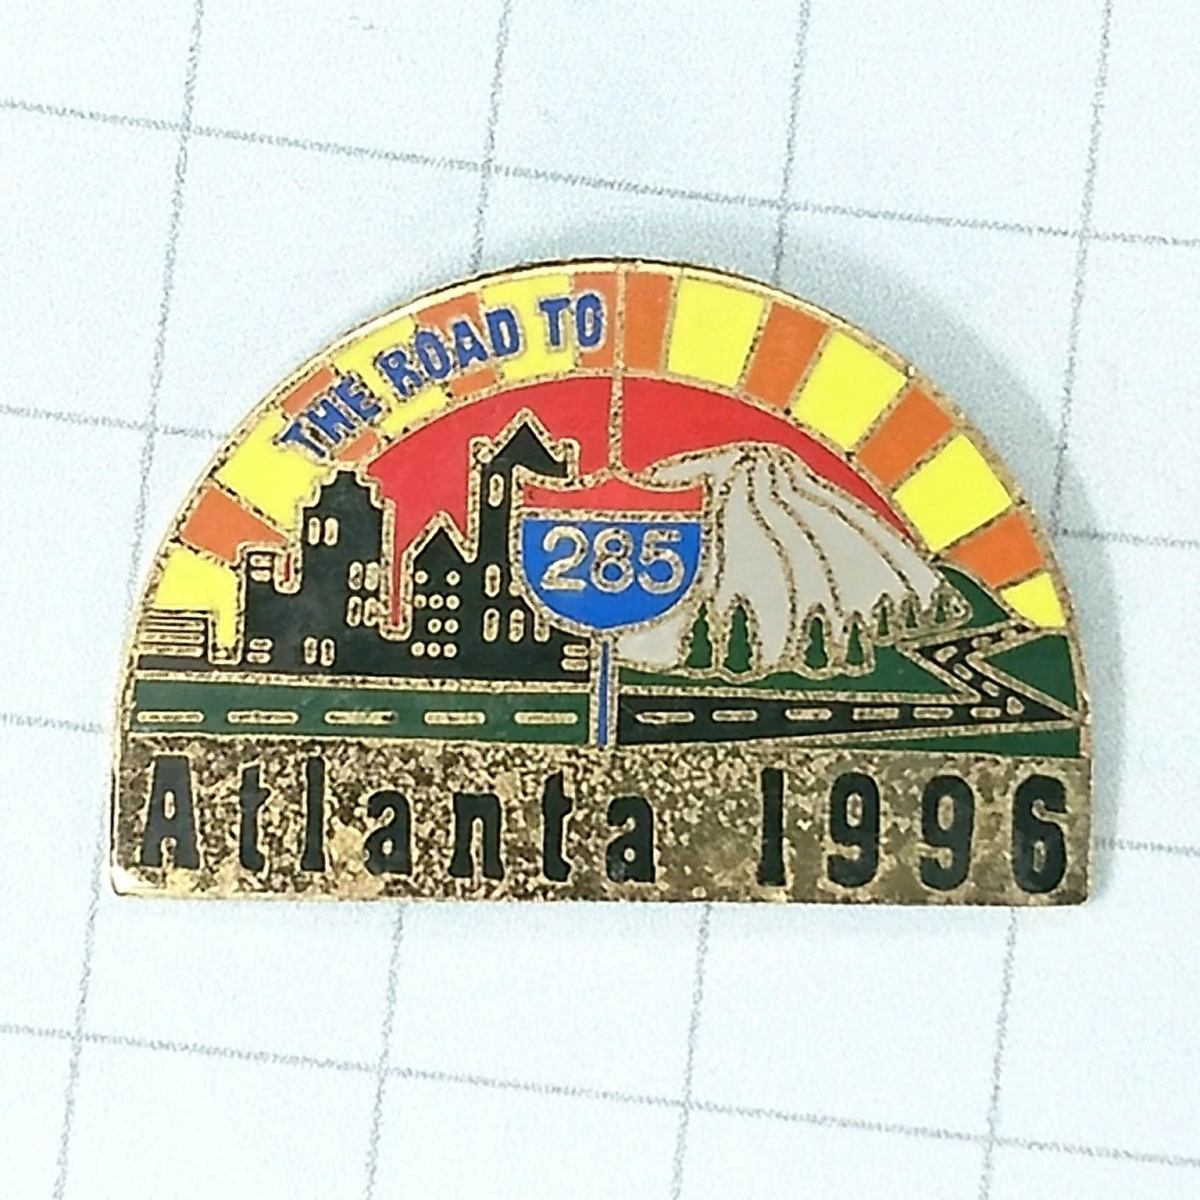 THE ROAD TO
285
Atlanta 1996